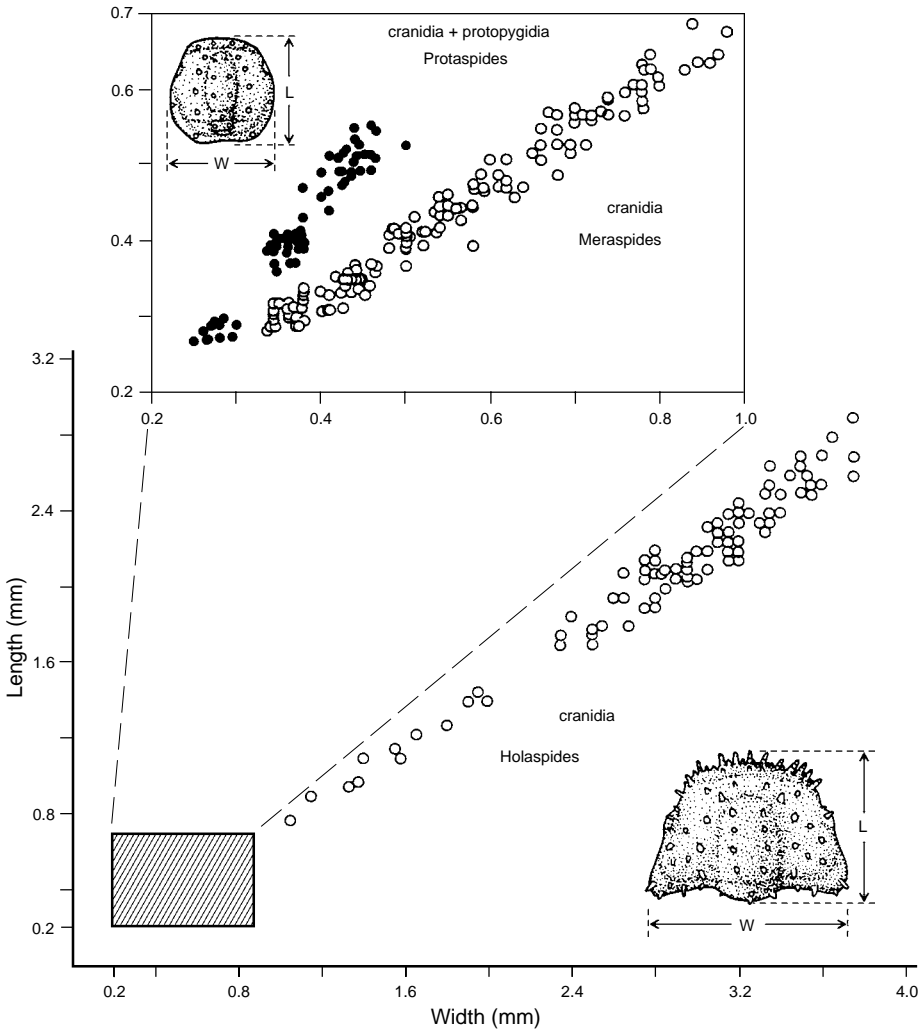 0.7
cranidia + protopygidia
Protaspides
0.6
L
W
cranidia
Meraspides
0.4
0.2
0.2 0.4 0.6 0.8 1.0
3.2
2.4
Length (mm)
1.6
cranidia
Holaspides
0.8
L
W
0.2
0.2 0.8 1.6 2.4 3.2 4.0
Width (mm)